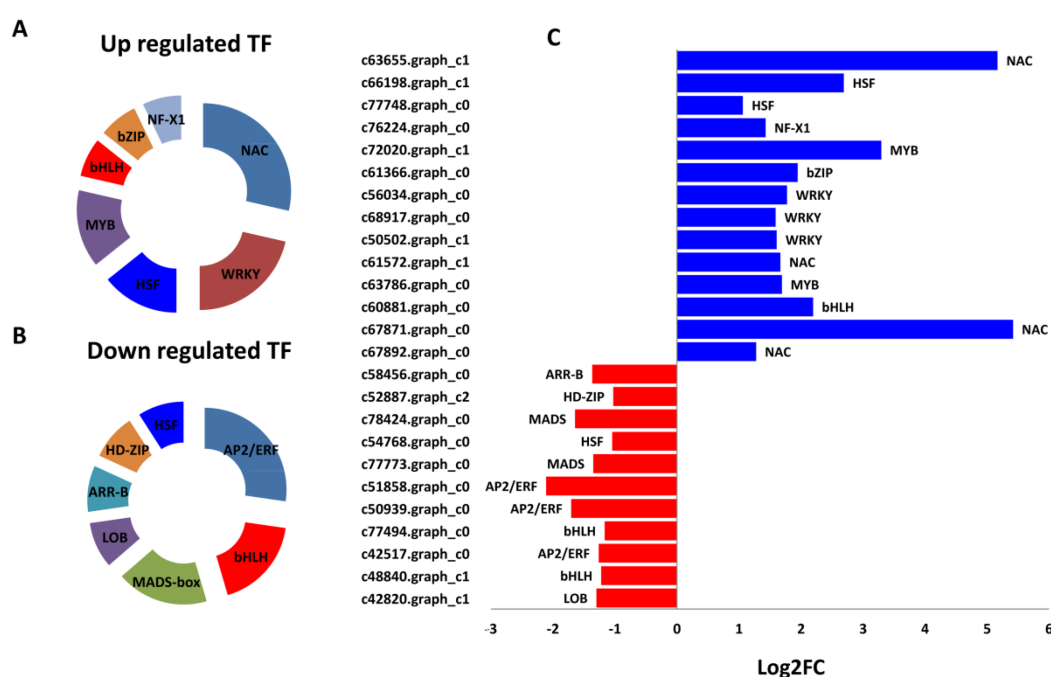 A
Up regulated TF
NF-X1
bZIP
bHLH
MYB
HSF
WRKY
NAC
B
Down regulated TF
HSF
HD-ZIP
ARR-B
LOB
MADS-box
bHLH
AP2/ERF
C
c63655.graph_c1 NAC
c66198.graph_c1 HSF
c77748.graph_c0 HSF
c76224.graph_c0 NF-X1
c72020.graph_c1 MYB
c61366.graph_c0 bZIP
c56034.graph_c0 WRKY
c68917.graph_c0 WRKY
c50502.graph_c1 WRKY
c61572.graph_c1 NAC
c63786.graph_c0 MYB
c60881.graph_c0 bHLH
c67871.graph_c0 NAC
c67892.graph_c0 NAC
c58456.graph_c0 ARR-B
c52887.graph_c2 HD-ZIP
c78424.graph_c0 MADS
c54768.graph_c0 HSF
c77773.graph_c0 MADS
c51858.graph_c0 AP2/ERF
c50939.graph_c0 AP2/ERF
c77494.graph_c0 bHLH
c42517.graph_c0 AP2/ERF
c48840.graph_c1 bHLH
c42820.graph_c1 LOB
-3 -2 -1 0 1 2 3 4 5 6
Log2FC